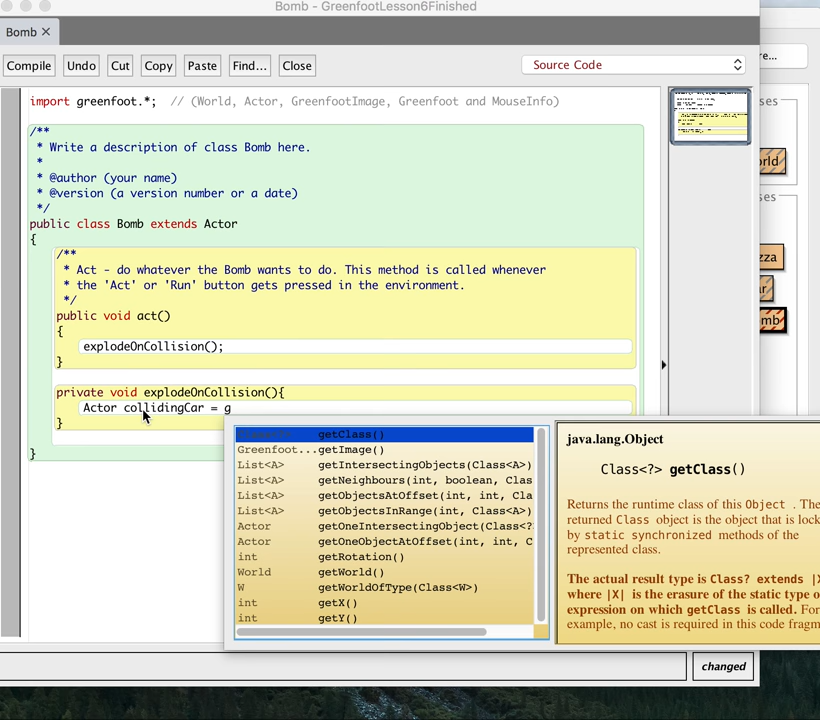 Bomb - GreenfootLesson6Finished
Bomb ✕
Compile Undo Cut Copy Paste Find... Close Source Code
import greenfoot.*;  // (World, Actor, GreenfootImage, Greenfoot and MouseInfo)
/**
 * Write a description of class Bomb here.
 *
 * @author (your name)
 * @version (a version number or a date)
 */
public class Bomb extends Actor
{
/**
 * Act - do whatever the Bomb wants to do. This method is called whenever
 * the 'Act' or 'Run' button gets pressed in the environment.
 */
public void act()
{
explodeOnCollision();
}
private void explodeOnCollision(){
Actor collidingCar = g
}
}
getClass()
Greenfoot... getImage()
List<A> getIntersectingObjects(Class<A>)
List<A> getNeighbours(int, boolean, Clas
List<A> getObjectsAtOffset(int, int, Cla
List<A> getObjectsInRange(int, Class<A>)
Actor getOneIntersectingObject(Class<?
Actor getOneObjectAtOffset(int, int, C
int getRotation()
World getWorld()
W getWorldOfType(Class<W>)
int getX()
int getY()
java.lang.Object
Class<?> getClass()
Returns the runtime class of this Object . The
returned Class object is the object that is lock
by static synchronized methods of the
represented class.
The actual result type is Class? extends |X
where |X| is the erasure of the static type o
expression on which getClass is called. For
example, no cast is required in this code fragm
changed
re...
ses
orld
ses
zza
ar
mb